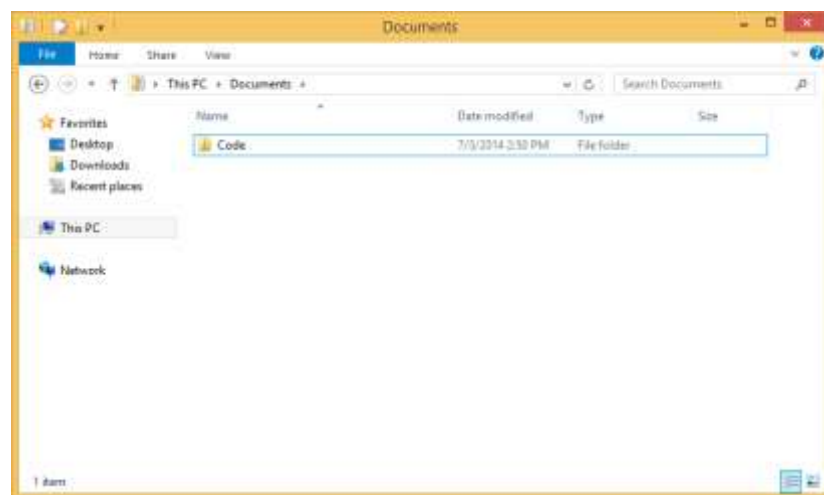 Documents
File Home Share View
This PC Documents Search Documents
Favorites
Desktop
Downloads
Recent places
This PC
Network
Name Date modified Type Size
Code 7/3/2014 2:50 PM File folder
1 item